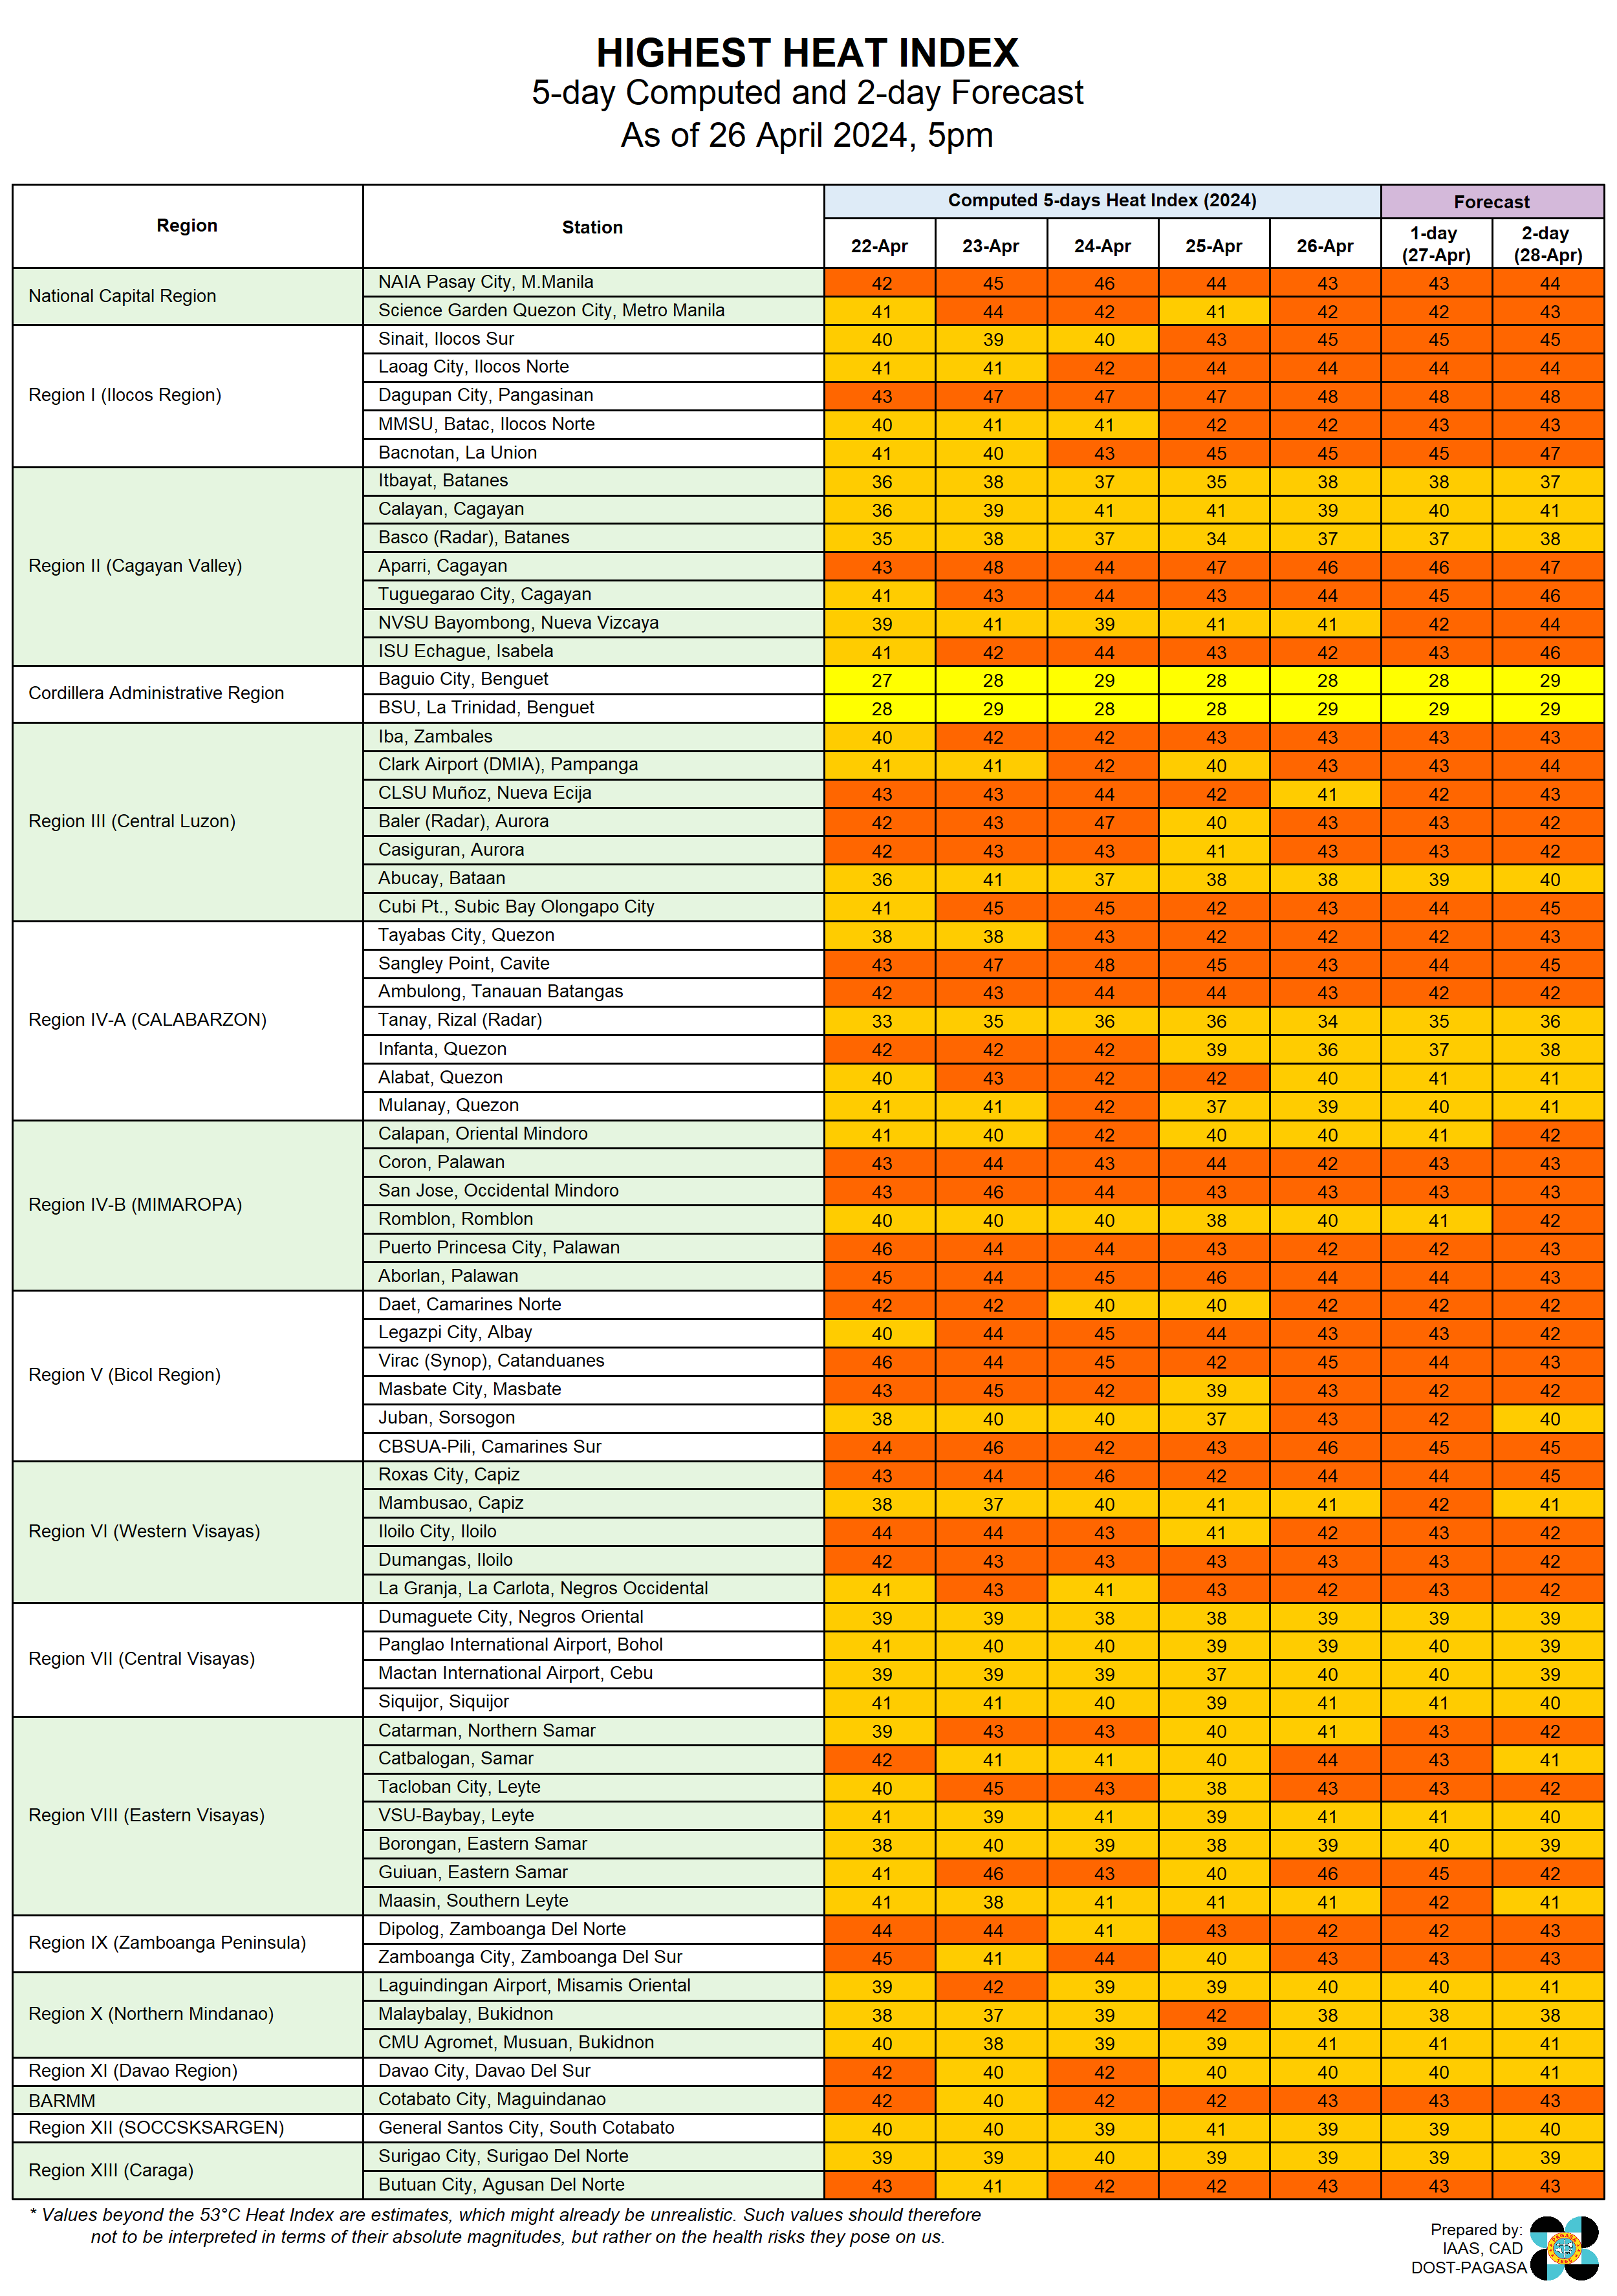 HIGHEST HEAT INDEX
5-day Computed and 2-day Forecast
As of 26 April 2024, 5pm
Region Station Computed 5-days Heat Index (2024) Forecast
22-Apr 23-Apr 24-Apr 25-Apr 26-Apr 1-day (27-Apr) 2-day (28-Apr)
National Capital Region
NAIA Pasay City, M.Manila 42 45 46 44 43 43 44
Science Garden Quezon City, Metro Manila 41 44 42 41 42 42 43
Region I (Ilocos Region)
Sinait, Ilocos Sur 40 39 40 43 45 45 45
Laoag City, Ilocos Norte 41 41 42 44 44 44 44
Dagupan City, Pangasinan 43 47 47 47 48 48 48
MMSU, Batac, Ilocos Norte 40 41 41 42 42 43 43
Bacnotan, La Union 41 40 43 45 45 45 47
Region II (Cagayan Valley)
Itbayat, Batanes 36 38 37 35 38 38 37
Calayan, Cagayan 36 39 41 41 39 40 41
Basco (Radar), Batanes 35 38 37 34 37 37 38
Aparri, Cagayan 43 48 44 47 46 46 47
Tuguegarao City, Cagayan 41 43 44 43 44 45 46
NVSU Bayombong, Nueva Vizcaya 39 41 39 41 41 42 44
ISU Echague, Isabela 41 42 44 43 42 43 46
Cordillera Administrative Region
Baguio City, Benguet 27 28 29 28 28 28 29
BSU, La Trinidad, Benguet 28 29 28 28 29 29 29
Region III (Central Luzon)
Iba, Zambales 40 42 42 43 43 43 43
Clark Airport (DMIA), Pampanga 41 41 42 40 43 43 44
CLSU Muñoz, Nueva Ecija 43 43 44 42 41 42 43
Baler (Radar), Aurora 42 43 47 40 43 43 42
Casiguran, Aurora 42 43 43 41 43 43 42
Abucay, Bataan 36 41 37 38 38 39 40
Cubi Pt., Subic Bay Olongapo City 41 45 45 42 43 44 45
Region IV-A (CALABARZON)
Tayabas City, Quezon 38 38 43 42 42 42 43
Sangley Point, Cavite 43 47 48 45 43 44 45
Ambulong, Tanauan Batangas 42 43 44 44 43 42 42
Tanay, Rizal (Radar) 33 35 36 36 34 35 36
Infanta, Quezon 42 42 42 39 36 37 38
Alabat, Quezon 40 43 42 42 40 41 41
Mulanay, Quezon 41 41 42 37 39 40 41
Region IV-B (MIMAROPA)
Calapan, Oriental Mindoro 41 40 42 40 40 41 42
Coron, Palawan 43 44 43 44 42 43 43
San Jose, Occidental Mindoro 43 46 44 43 43 43 43
Romblon, Romblon 40 40 40 38 40 41 42
Puerto Princesa City, Palawan 46 44 44 43 42 42 43
Aborlan, Palawan 45 44 45 46 44 44 43
Region V (Bicol Region)
Daet, Camarines Norte 42 42 40 40 42 42 42
Legazpi City, Albay 40 44 45 44 43 43 42
Virac (Synop), Catanduanes 46 44 45 42 45 44 43
Masbate City, Masbate 43 45 42 39 43 42 42
Juban, Sorsogon 38 40 40 37 43 42 40
CBSUA-Pili, Camarines Sur 44 46 42 43 46 45 45
Region VI (Western Visayas)
Roxas City, Capiz 43 44 46 42 44 44 45
Mambusao, Capiz 38 37 40 41 41 42 41
Iloilo City, Iloilo 44 44 43 41 42 43 42
Dumangas, Iloilo 42 43 43 43 43 43 42
La Granja, La Carlota, Negros Occidental 41 43 41 43 42 43 42
Region VII (Central Visayas)
Dumaguete City, Negros Oriental 39 39 38 38 39 39 39
Panglao International Airport, Bohol 41 40 40 39 39 40 39
Mactan International Airport, Cebu 39 39 39 37 40 40 39
Siquijor, Siquijor 41 41 40 39 41 41 40
Region VIII (Eastern Visayas)
Catarman, Northern Samar 39 43 43 40 41 43 42
Catbalogan, Samar 42 41 41 40 44 43 41
Tacloban City, Leyte 40 45 43 38 43 43 42
VSU-Baybay, Leyte 41 39 41 39 41 41 40
Borongan, Eastern Samar 38 40 39 38 39 40 39
Guiuan, Eastern Samar 41 46 43 40 46 45 42
Maasin, Southern Leyte 41 38 41 41 41 42 41
Region IX (Zamboanga Peninsula)
Dipolog, Zamboanga Del Norte 44 44 41 43 42 42 43
Zamboanga City, Zamboanga Del Sur 45 41 44 40 43 43 43
Region X (Northern Mindanao)
Laguindingan Airport, Misamis Oriental 39 42 39 39 40 40 41
Malaybalay, Bukidnon 38 37 39 42 38 38 38
CMU Agromet, Musuan, Bukidnon 40 38 39 39 41 41 41
Region XI (Davao Region) Davao City, Davao Del Sur 42 40 42 40 40 40 41
BARMM Cotabato City, Maguindanao 42 40 42 42 43 43 43
Region XII (SOCCSKSARGEN) General Santos City, South Cotabato 40 40 39 41 39 39 40
Region XIII (Caraga)
Surigao City, Surigao Del Norte 39 39 40 39 39 39 39
Butuan City, Agusan Del Norte 43 41 42 42 43 43 43
* Values beyond the 53°C Heat Index are estimates, which might already be unrealistic. Such values should therefore
not to be interpreted in terms of their absolute magnitudes, but rather on the health risks they pose on us.
Prepared by:
IAAS, CAD
DOST-PAGASA